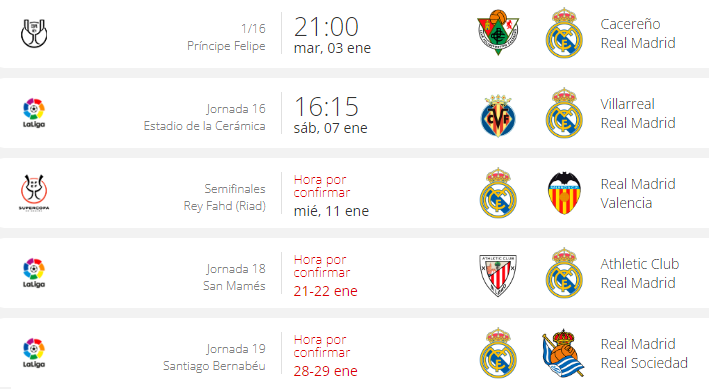 1/16
Príncipe Felipe
21:00
mar, 03 ene
Cacereño
Real Madrid
LaLiga
Jornada 16
Estadio de la Cerámica
16:15
sáb, 07 ene
Villarreal
Real Madrid
SUPERCOPA
Semifinales
Rey Fahd (Riad)
Hora por
confirmar
mié, 11 ene
Real Madrid
Valencia
LaLiga
Jornada 18
San Mamés
Hora por
confirmar
21-22 ene
ATHLETIC CLUB
Athletic Club
Real Madrid
LaLiga
Jornada 19
Santiago Bernabéu
Hora por
confirmar
28-29 ene
Real Madrid
Real Sociedad